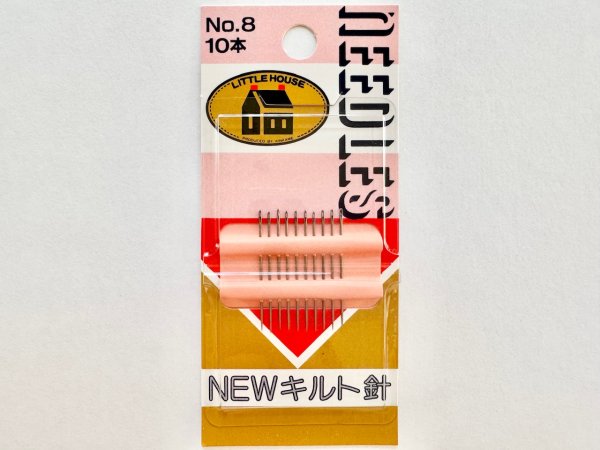 No.8
10本
NEEDLES
LITTLE HOUSE
NEWキルト針